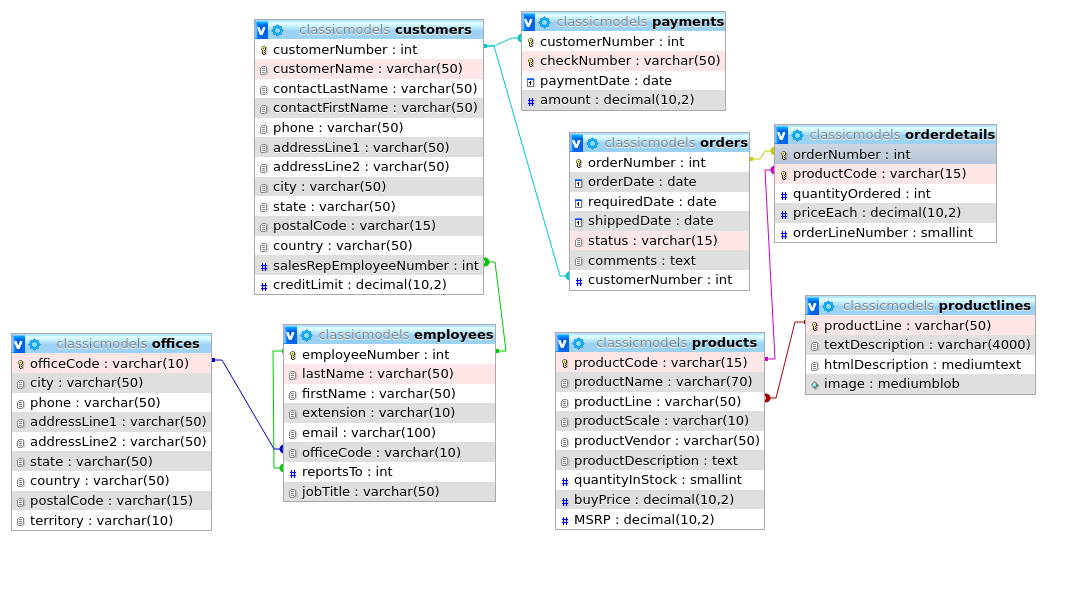 classicmodels customers
customerNumber : int
customerName : varchar(50)
contactLastName : varchar(50)
contactFirstName : varchar(50)
phone : varchar(50)
addressLine1 : varchar(50)
addressLine2 : varchar(50)
city : varchar(50)
state : varchar(50)
postalCode : varchar(15)
country : varchar(50)
salesRepEmployeeNumber : int
creditLimit : decimal(10,2)
classicmodels payments
customerNumber : int
checkNumber : varchar(50)
paymentDate : date
amount : decimal(10,2)
classicmodels orders
orderNumber : int
orderDate : date
requiredDate : date
shippedDate : date
status : varchar(15)
comments : text
customerNumber : int
classicmodels orderdetails
orderNumber : int
productCode : varchar(15)
quantityOrdered : int
priceEach : decimal(10,2)
orderLineNumber : smallint
classicmodels offices
officeCode : varchar(10)
city : varchar(50)
phone : varchar(50)
addressLine1 : varchar(50)
addressLine2 : varchar(50)
state : varchar(50)
country : varchar(50)
postalCode : varchar(15)
territory : varchar(10)
classicmodels employees
employeeNumber : int
lastName : varchar(50)
firstName : varchar(50)
extension : varchar(10)
email : varchar(100)
officeCode : varchar(10)
reportsTo : int
jobTitle : varchar(50)
classicmodels products
productCode : varchar(15)
productName : varchar(70)
productLine : varchar(50)
productScale : varchar(10)
productVendor : varchar(50)
productDescription : text
quantityInStock : smallint
buyPrice : decimal(10,2)
MSRP : decimal(10,2)
classicmodels productlines
productLine : varchar(50)
textDescription : varchar(4000)
htmlDescription : mediumtext
image : mediumblob